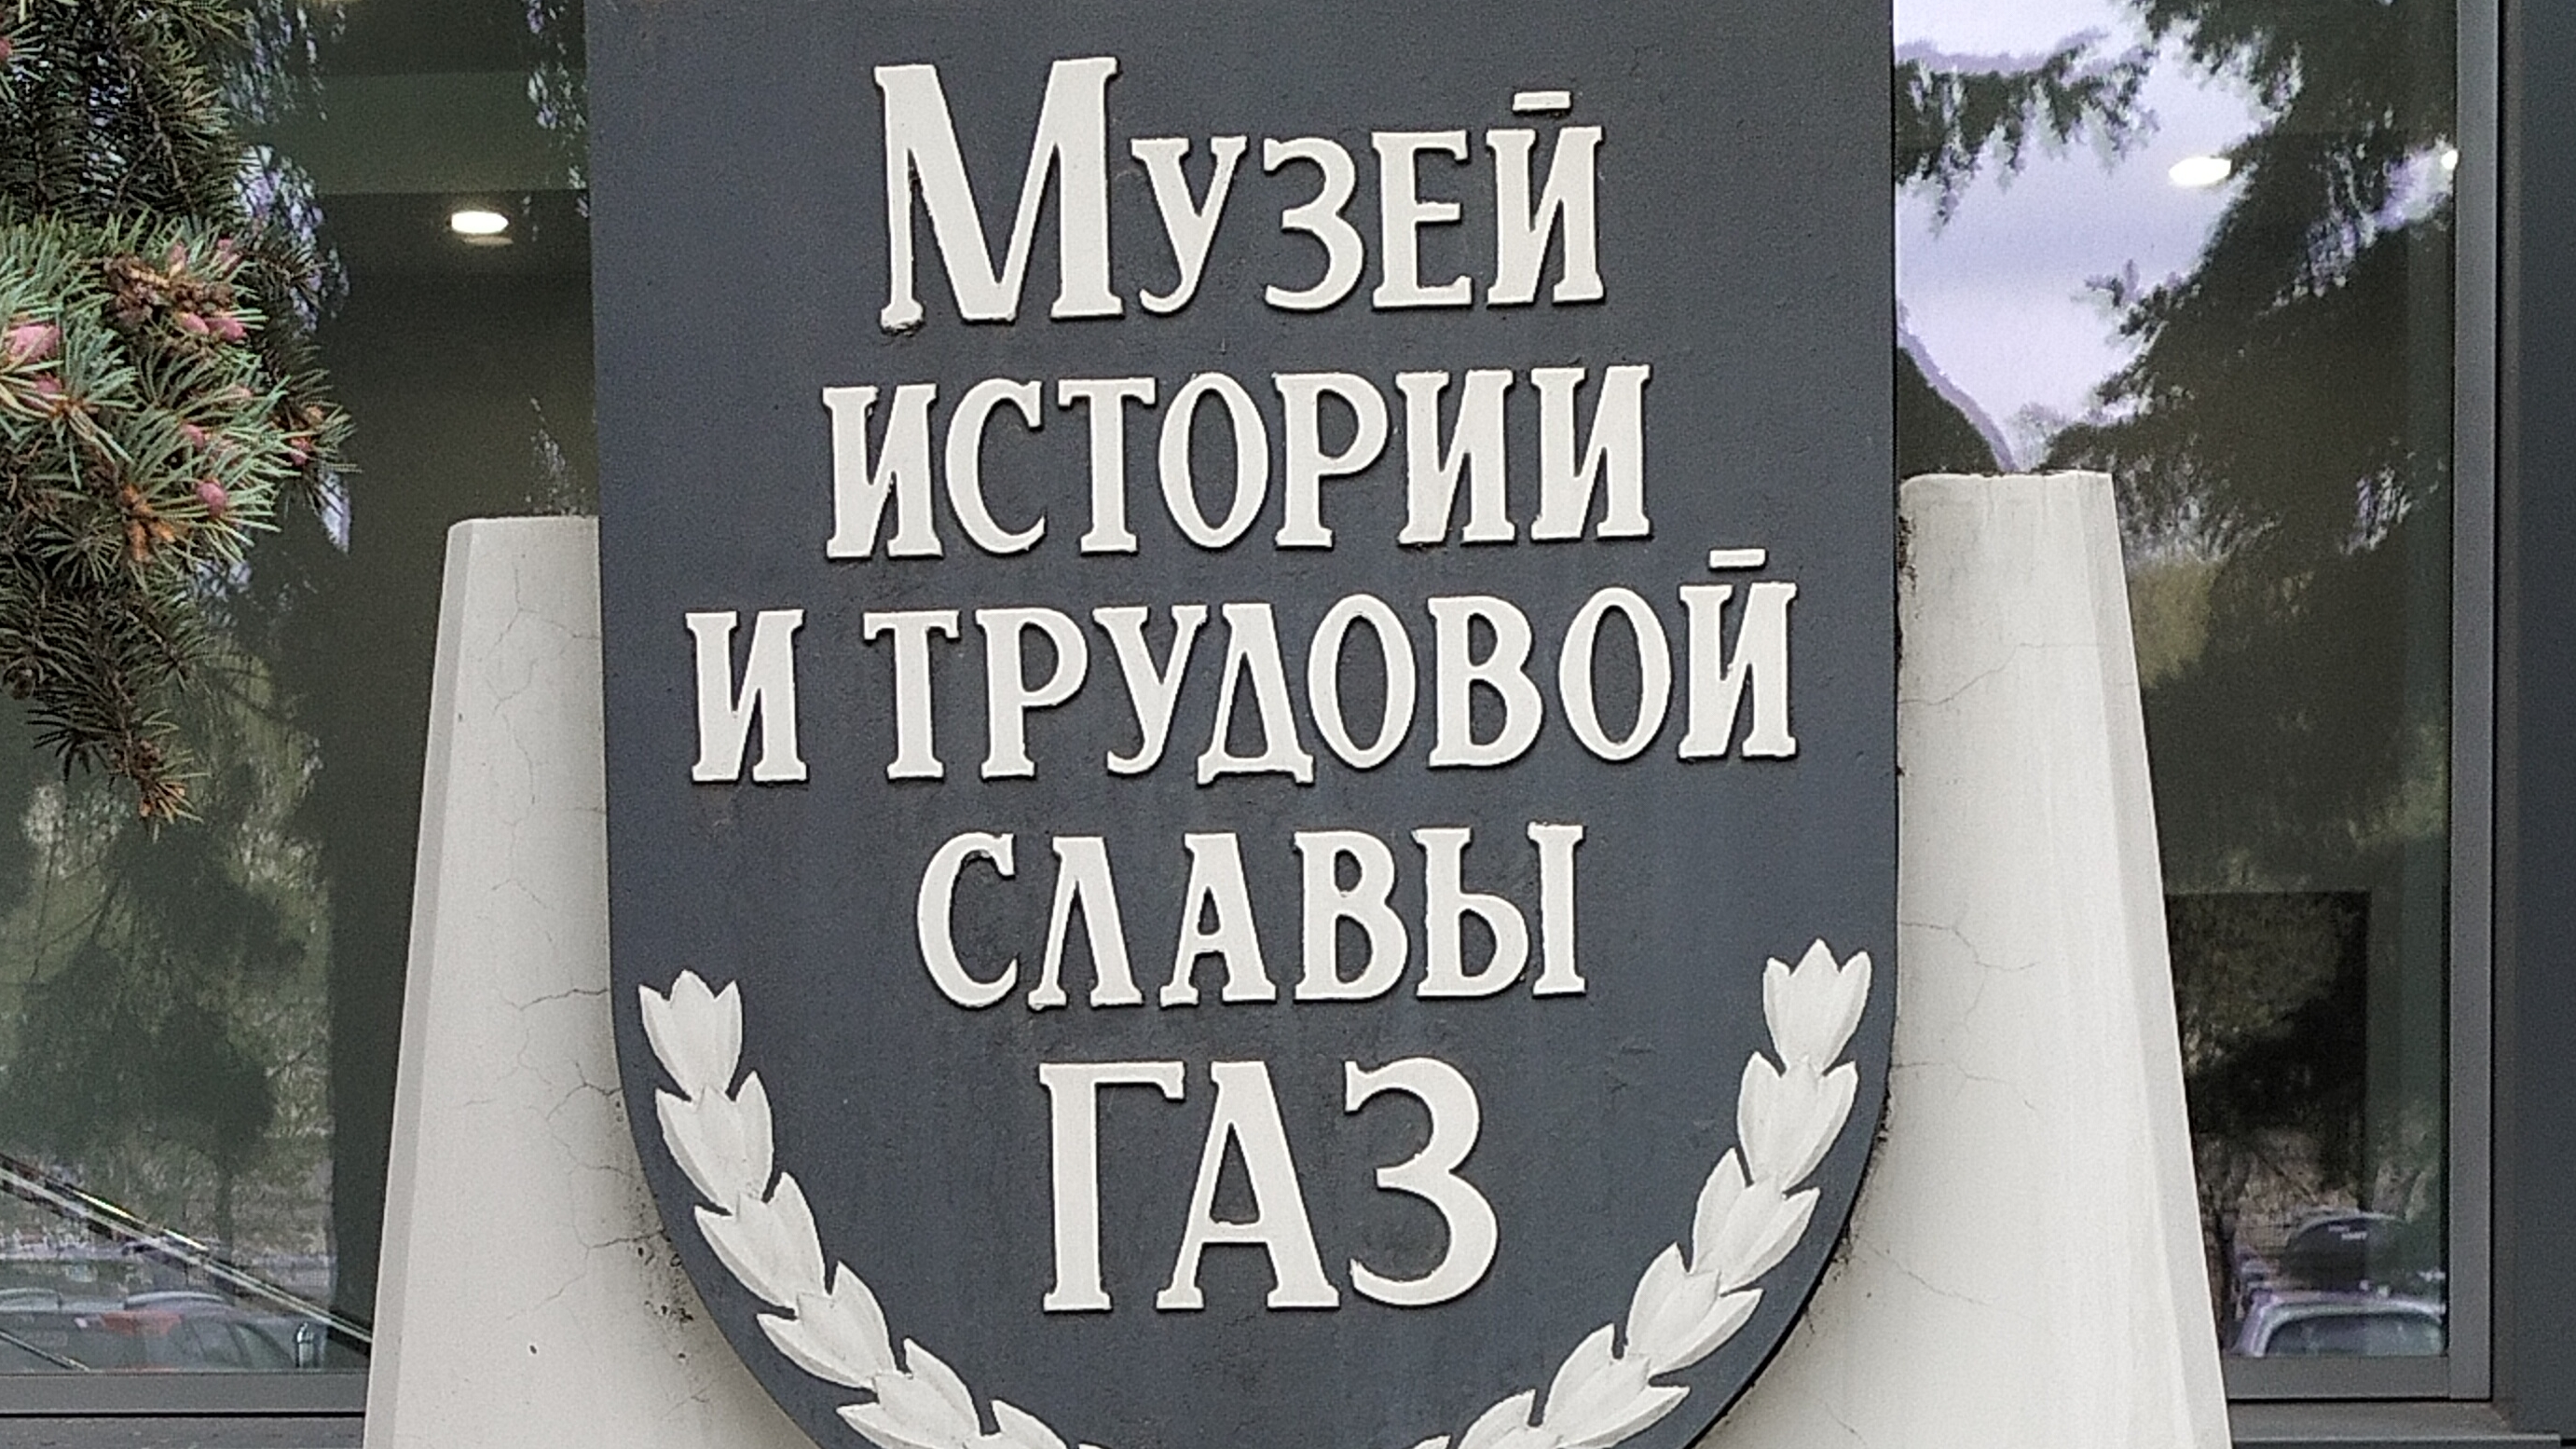 Музей
истории
и трудовой
славы
ГАЗ